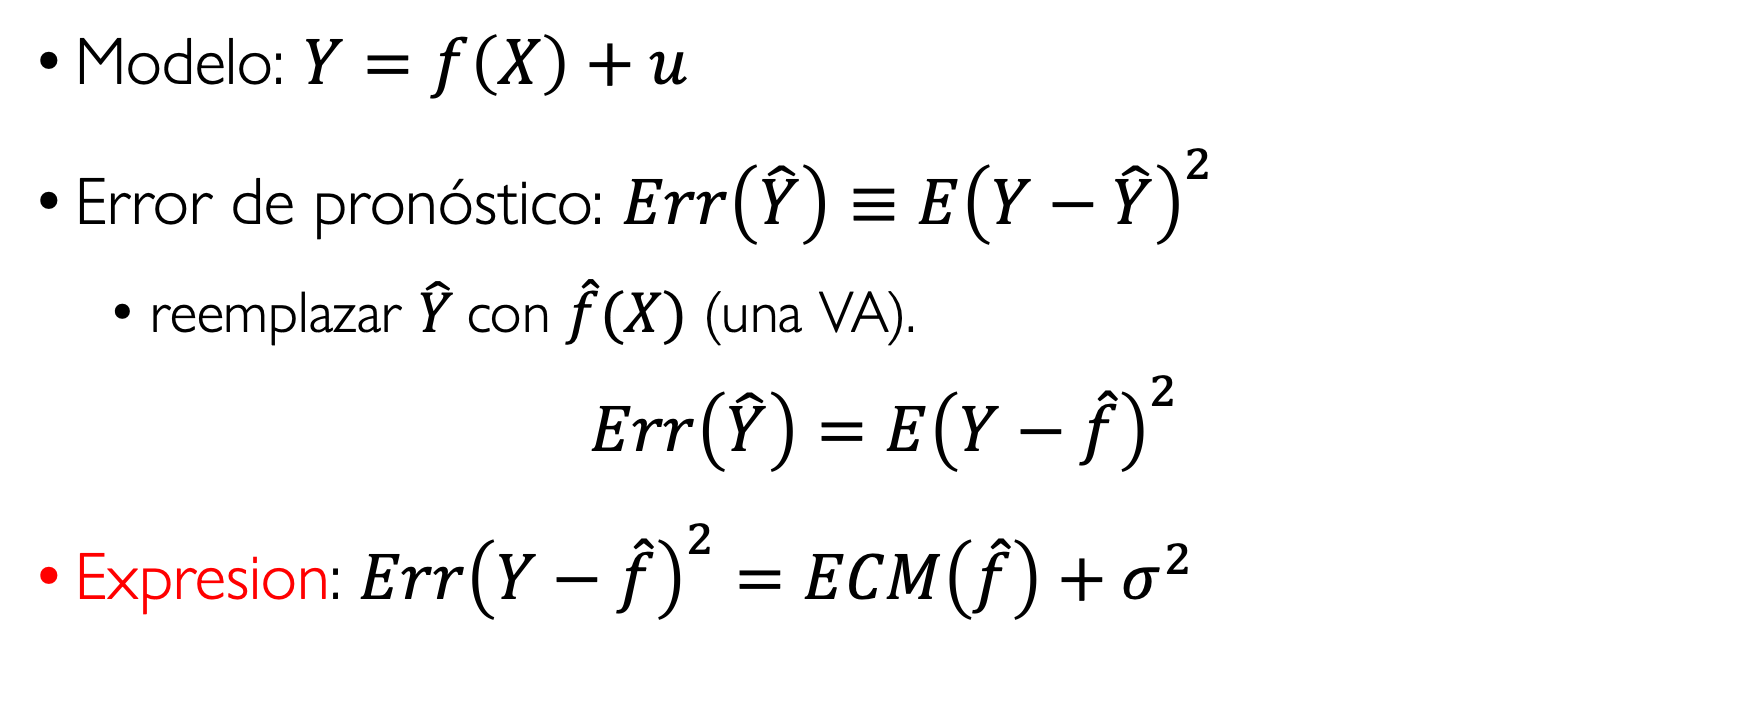 • Modelo: Y = f(X) + u
• Error de pronóstico: Err(Ŷ) ≡ E(Y − Ŷ)²
• reemplazar Ŷ con f̂(X) (una VA).
Err(Ŷ) = E(Y − f̂)²
• Expresion: Err(Y − f̂)² = ECM(f̂) + σ²